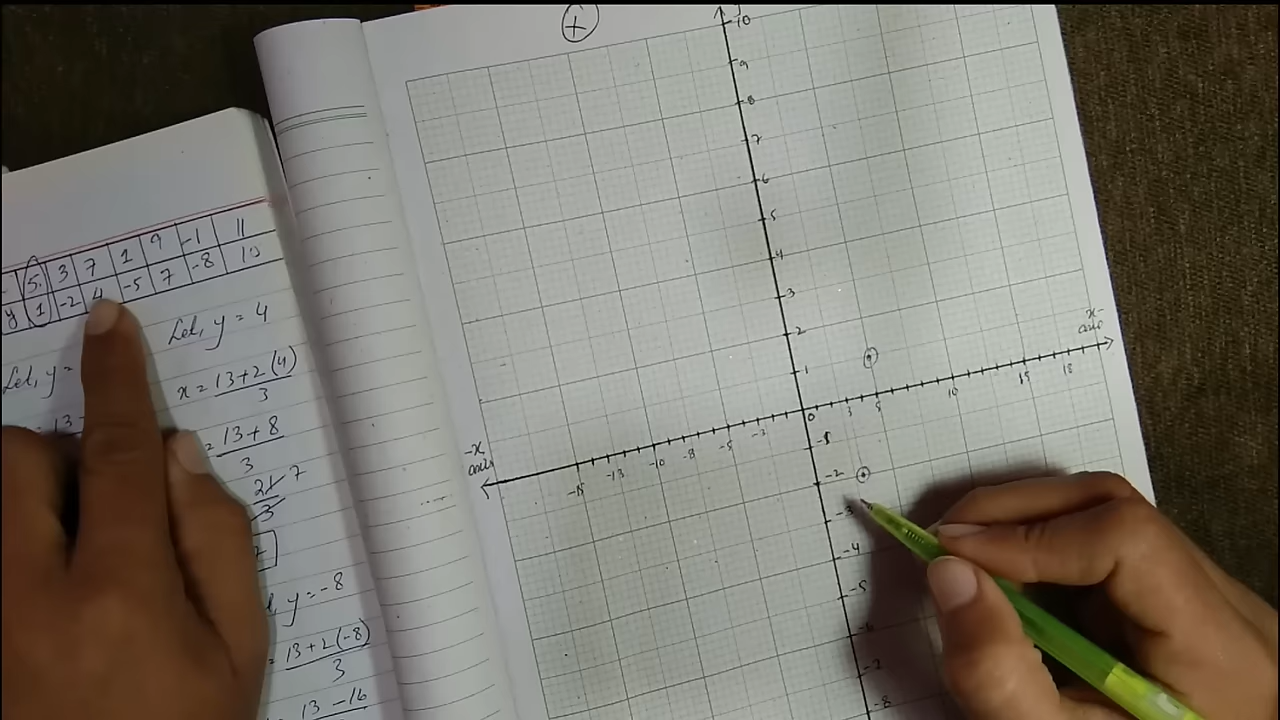 5 3 7 1 9 -1 11
y 1 -2 4 -5 7 -8 10
Let, y = 4
Let, y =
x = 13+2(4)
3
= 13+8
3
21 7
3
y = -8
= 13+2(-8)
3
13-16
+
10
9
8
7
6
5
4
3
2
1
x-
axis
-x
axis
-15 -13 -10 -8 -5 -3 0 3 5 10 15 18
-1
-2
-3
-4
-5
-6
-7
-8